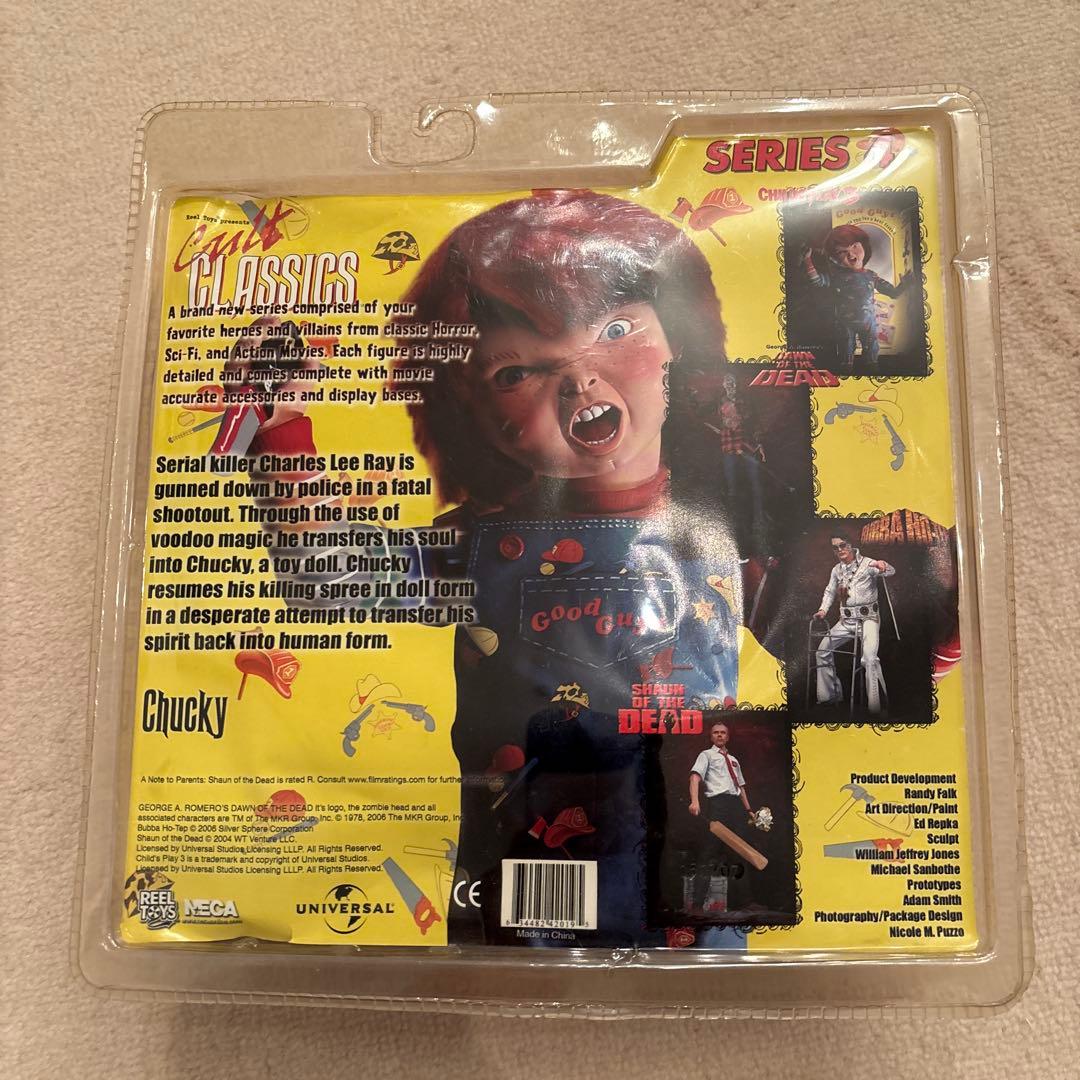 SERIES
Reel Toys presents
Cult
CLASSICS
A brand new series comprised of your
favorite heroes and villains from classic Horror,
Sci-Fi, and Action Movies. Each figure is highly
detailed and comes complete with movie
accurate accessories and display bases.
Serial killer Charles Lee Ray is
gunned down by police in a fatal
shootout. Through the use of
voodoo magic he transfers his soul
into Chucky, a toy doll. Chucky
resumes his killing spree in doll form
in a desperate attempt to transfer his
spirit back into human form.
Chucky
Good Guys
Good Guys
DAWN
OF THE
DEAD
SHAUN
OF THE
DEAD
A Note to Parents: Shaun of the Dead is rated R. Consult www.filmratings.com for further
GEORGE A. ROMERO'S DAWN OF THE DEAD it's logo, the zombie head and all
associated characters are TM of The MKR Group, Inc. © 1978, 2006 The MKR Group, Inc
Bubba Ho-Tep © 2006 Silver Sphere Corporation
Shaun of the Dead © 2004 WT Venture LLC.
Licensed by Universal Studios Licensing LLLP. All Rights Reserved.
Child's Play 3 is a trademark and copyright of Universal Studios.
Licensed by Universal Studios Licensing LLLP. All Rights Reserved.
REEL
TOYS
NECA
UNIVERSAL
CE
6 34482 42019 5
Made in China
Product Development
Randy Falk
Art Direction/Paint
Ed Repka
Sculpt
William Jeffrey Jones
Michael Sanbothe
Prototypes
Adam Smith
Photography/Package Design
Nicole M. Puzzo